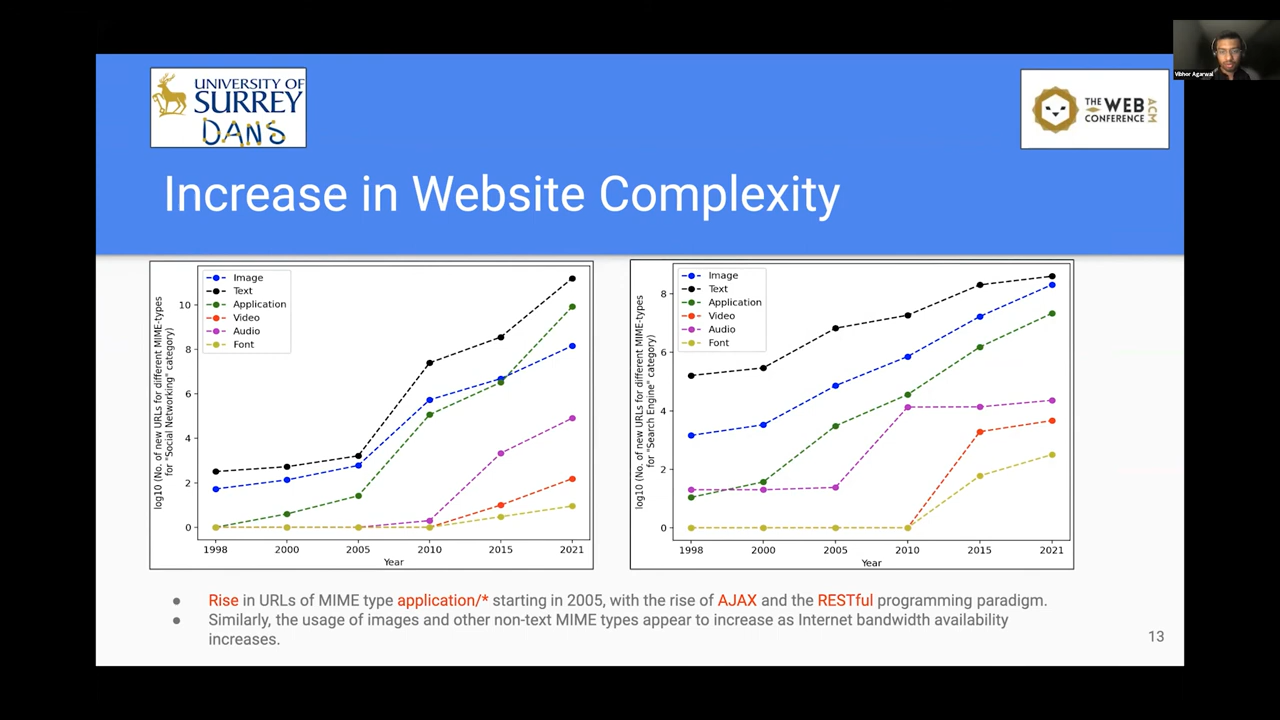 Vibhor Agarwal
UNIVERSITY OF
SURREY
DANS
THE WEB
CONFERENCE
ACM
Increase in Website Complexity
Image
Text
Application
Video
Audio
Font
log10 (No. of new URLs for different MIME-types
for "Social Networking" category)
10
8
6
4
2
0
1998 2000 2005 2010 2015 2021
Year
Image
Text
Application
Video
Audio
Font
log10 (No. of new URLs for different MIME-types
for "Search Engine" category)
8
6
4
2
0
1998 2000 2005 2010 2015 2021
Year
● Rise in URLs of MIME type application/* starting in 2005, with the rise of AJAX and the RESTful programming paradigm.
● Similarly, the usage of images and other non-text MIME types appear to increase as Internet bandwidth availability
increases.
13